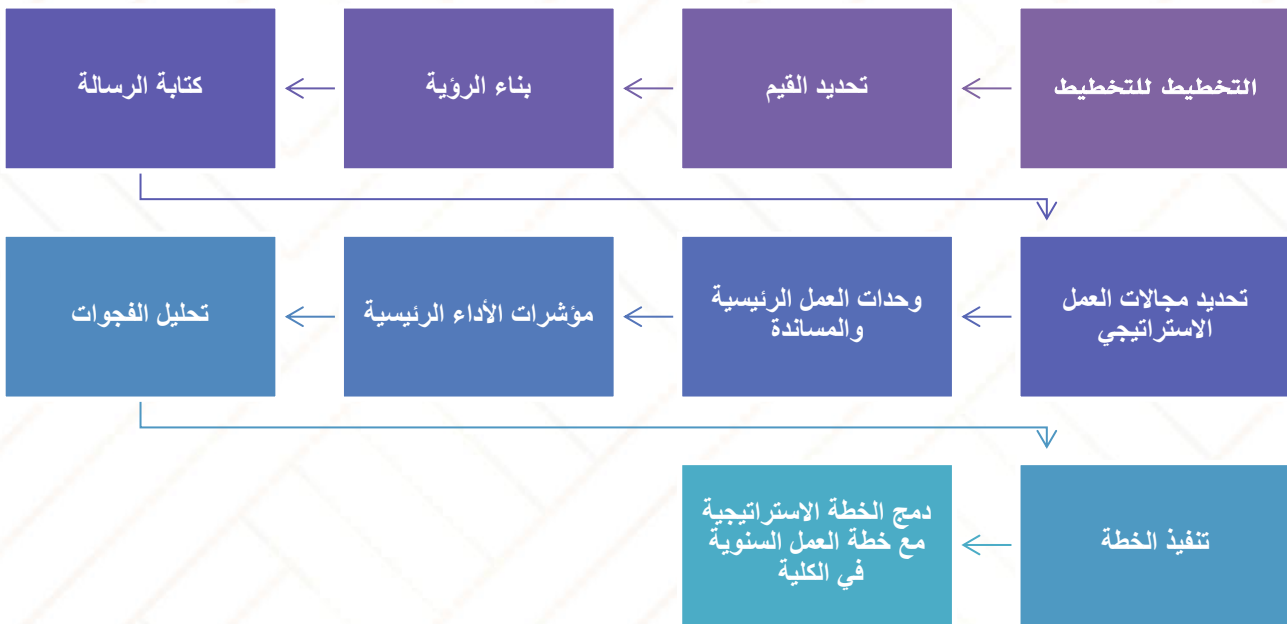 التخطيط للتخطيط
تحديد القيم
بناء الرؤية
كتابة الرسالة
تحديد مجالات العمل
الاستراتيجي
وحدات العمل الرئيسية
والمساندة
مؤشرات الأداء الرئيسية
تحليل الفجوات
تنفيذ الخطة
دمج الخطة الاستراتيجية
مع خطة العمل السنوية
في الكلية